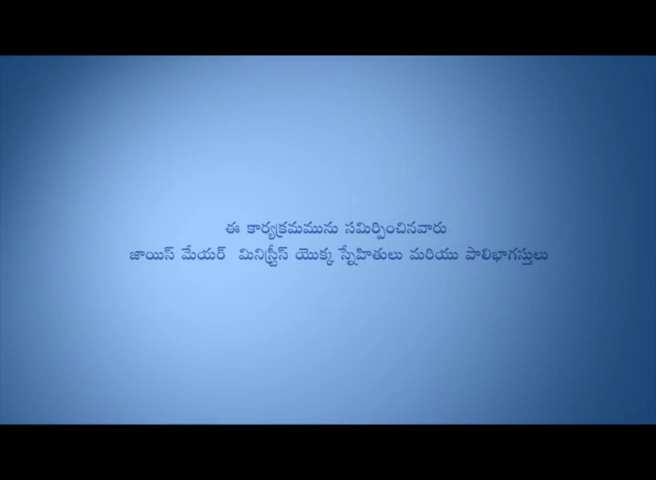 ఈ కార్యక్రమమును సమర్పించినవారు
జాయిస్ మేయర్ మినిస్ట్రీస్ యొక్క స్నేహితులు మరియు పాలిభాగస్తులు